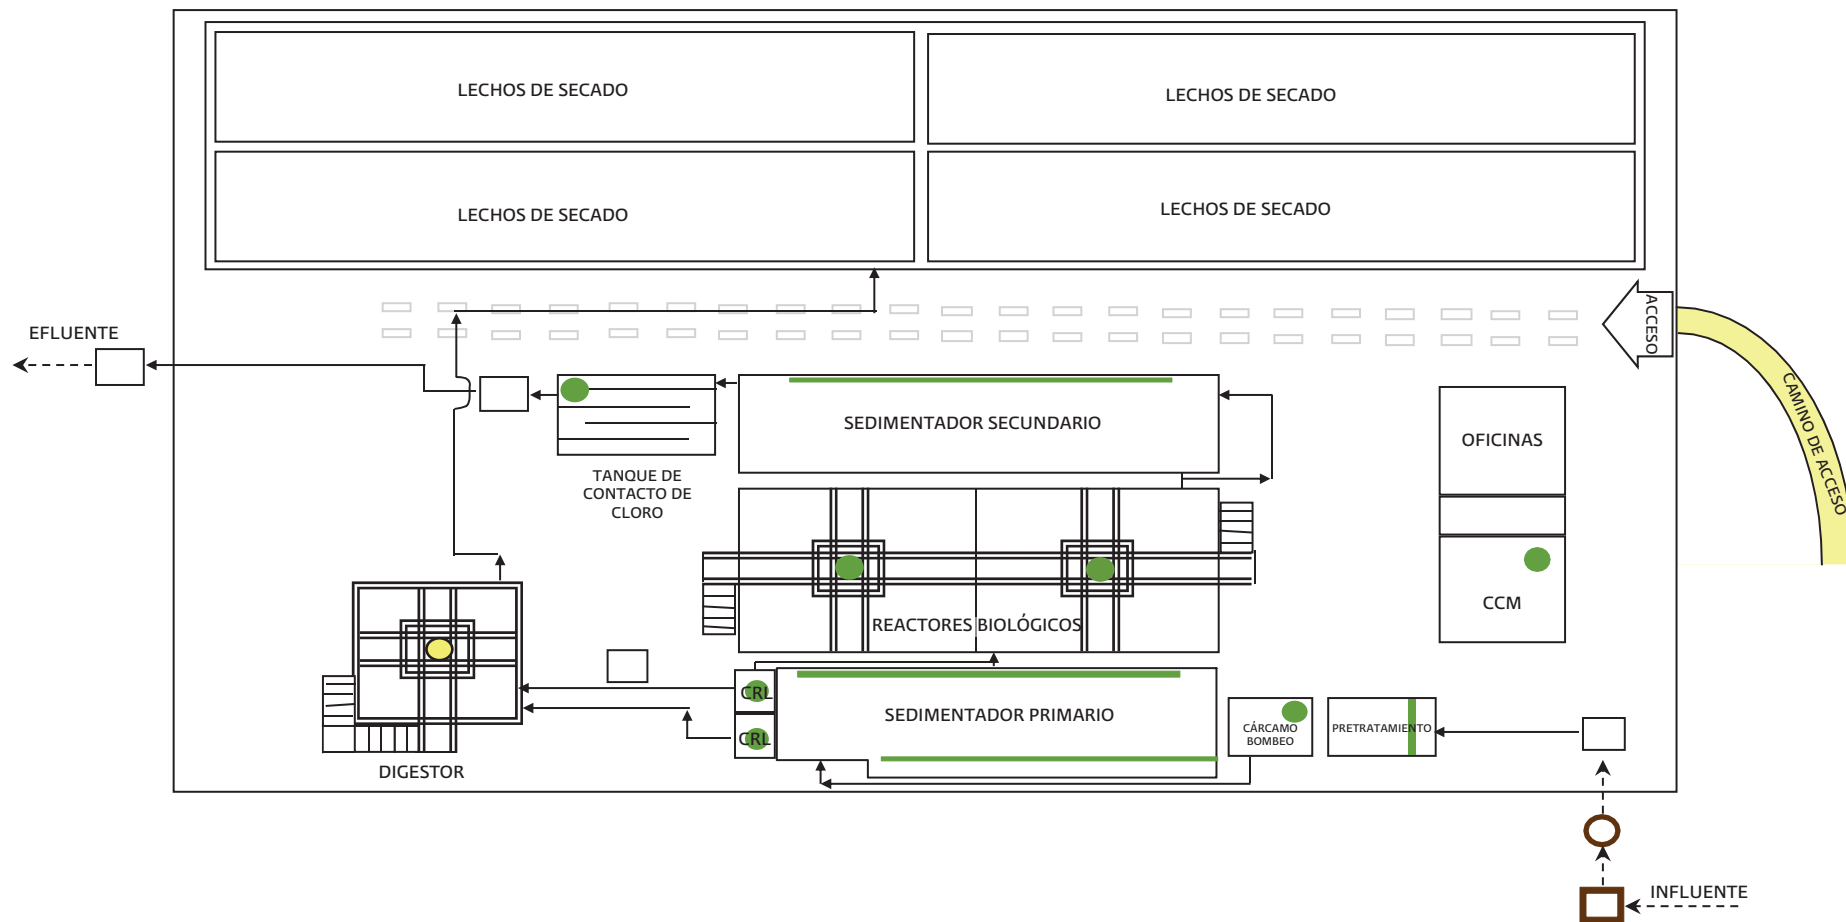 LECHOS DE SECADO
LECHOS DE SECADO
LECHOS DE SECADO
LECHOS DE SECADO
ACCESO
EFLUENTE
CAMINO DE ACCESO
SEDIMENTADOR SECUNDARIO
OFICINAS
TANQUE DE
CONTACTO DE
CLORO
CCM
REACTORES BIOLÓGICOS
CRL
SEDIMENTADOR PRIMARIO
CRL
CÁRCAMO
BOMBEO
PRETRATAMIENTO
DIGESTOR
INFLUENTE